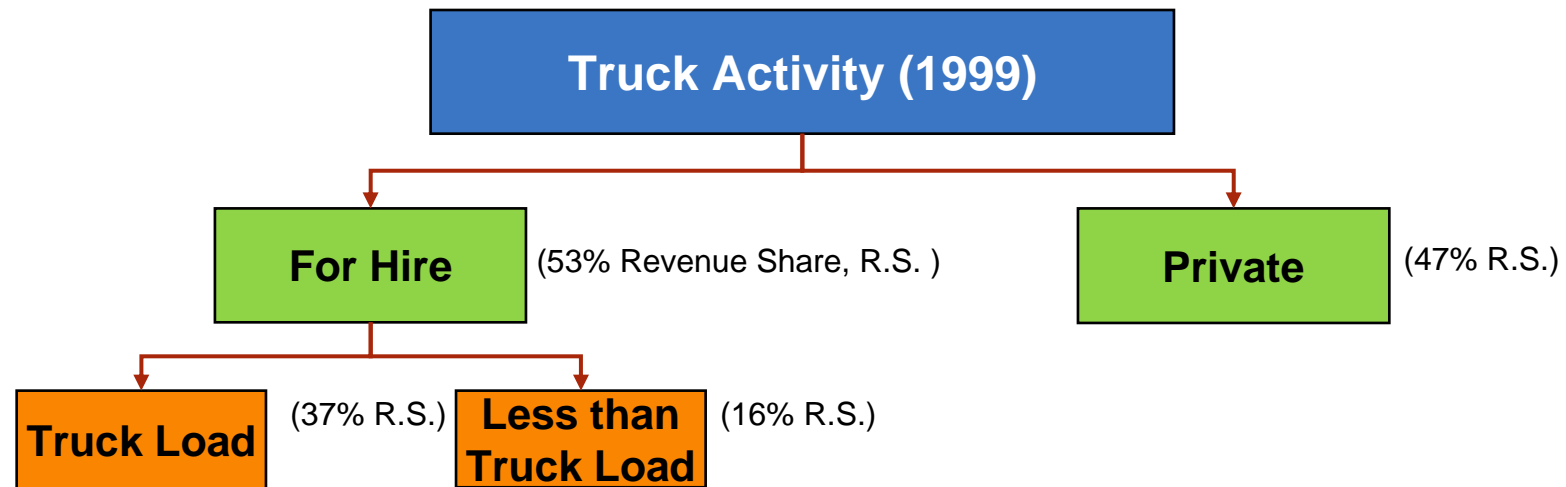 Truck Activity (1999)
For Hire
(53% Revenue Share, R.S. )
Private
(47% R.S.)
Truck Load
(37% R.S.)
Less than
Truck Load
(16% R.S.)